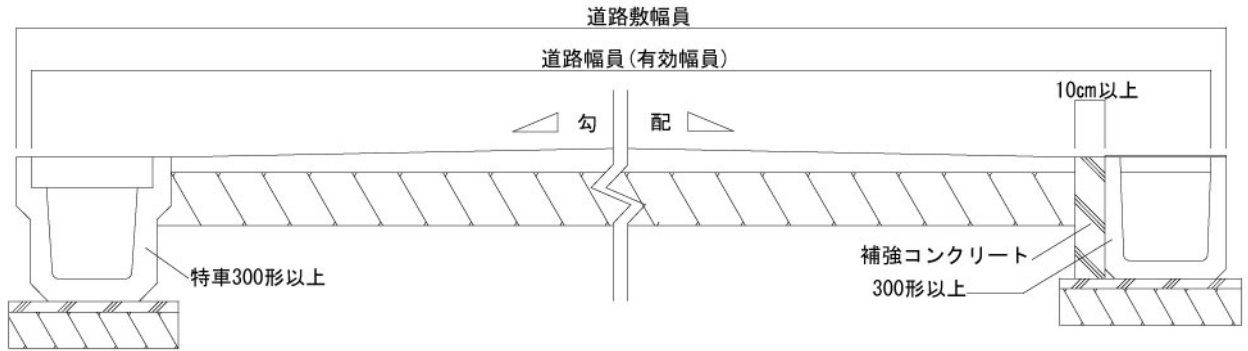 道路敷幅員
道路幅員(有効幅員)
10cm以上
勾 配
補強コンクリート
特車300形以上
300形以上